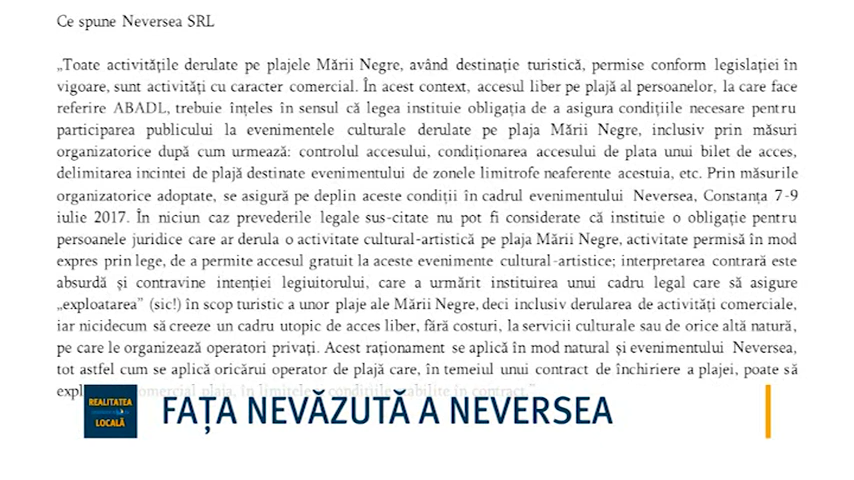 Ce spune Neversea SRL
„Toate activitățile derulate pe plajele Mării Negre, având destinație turistică, permise conform legislației în
vigoare, sunt activități cu caracter comercial. În acest context, accesul liber pe plajă al persoanelor, la care face
referire ABADL, trebuie înțeles în sensul că legea instituie obligația de a asigura condițiile necesare pentru
participarea publicului la evenimentele culturale derulate pe plaja Mării Negre, inclusiv prin măsuri
organizatorice după cum urmează: controlul accesului, condiționarea accesului de plata unui bilet de acces,
delimitarea incintei de plajă destinate evenimentului de zonele limitrofe neaferente acestuia, etc. Prin măsurile
organizatorice adoptate, se asigură pe deplin aceste condiții în cadrul evenimentului Neversea, Constanța 7-9
iulie 2017. În niciun caz prevederile legale sus-citate nu pot fi considerate că instituie o obligație pentru
persoanele juridice care ar derula o activitate cultural-artistică pe plaja Mării Negre, activitate permisă în mod
expres prin lege, de a permite accesul gratuit la aceste evenimente cultural-artistice; interpretarea contrară este
absurdă și contravine intenției legiuitorului, care a urmărit instituirea unui cadru legal care să asigure
„exploatarea” (sic!) în scop turistic a unor plaje ale Mării Negre, deci inclusiv derularea de activități comerciale,
iar nicidecum să creeze un cadru utopic de acces liber, fără costuri, la servicii culturale sau de orice altă natură,
pe care le organizează operatori privați. Acest raționament se aplică în mod natural și evenimentului Neversea,
tot astfel cum se aplică oricărui operator de plajă care, în temeiul unui contract de închiriere a plajei, poate să
comercial plaja, în limitele condițiile stabilite în contract.”
REALITATEA
LOCALĂ
FAȚA NEVĂZUTĂ A NEVERSEA